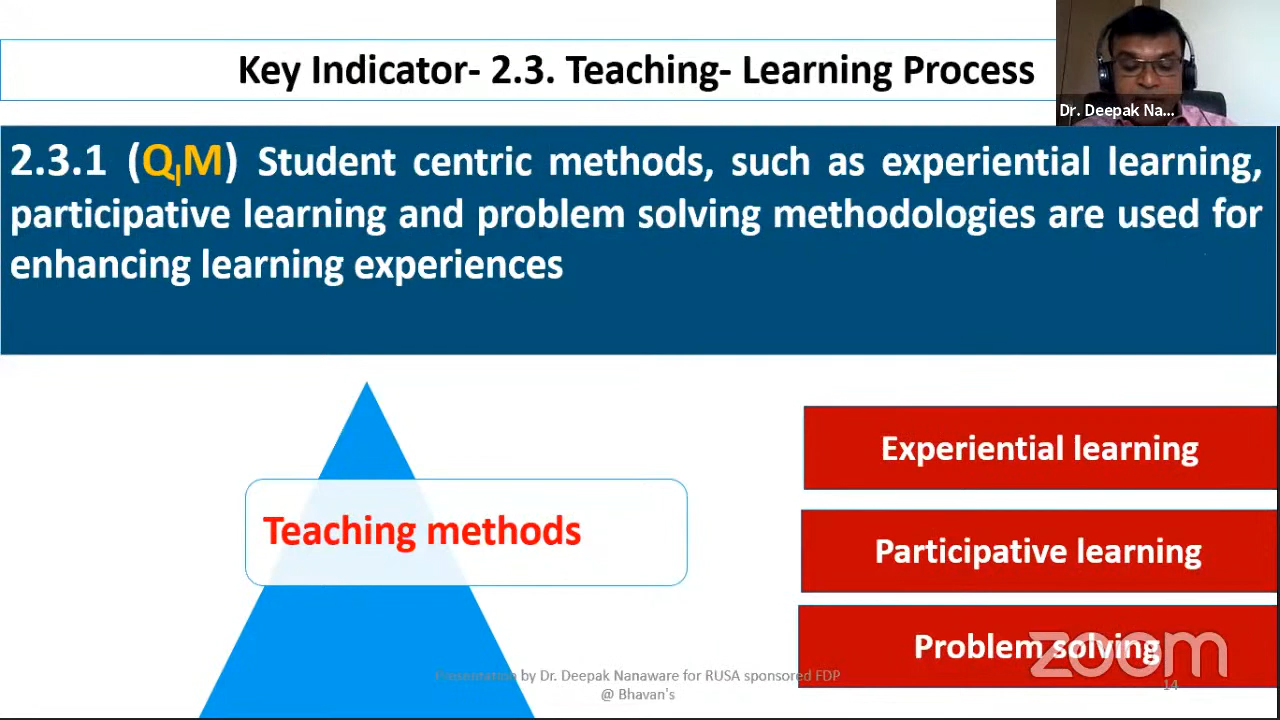 Key Indicator- 2.3. Teaching- Learning Process
Dr. Deepak Na...
2.3.1 (QlM) Student centric methods, such as experiential learning,
participative learning and problem solving methodologies are used for
enhancing learning experiences
Teaching methods
Experiential learning
Participative learning
Problem solving
zoom
Presentation by Dr. Deepak Nanaware for RUSA sponsored FDP
@ Bhavan's
14